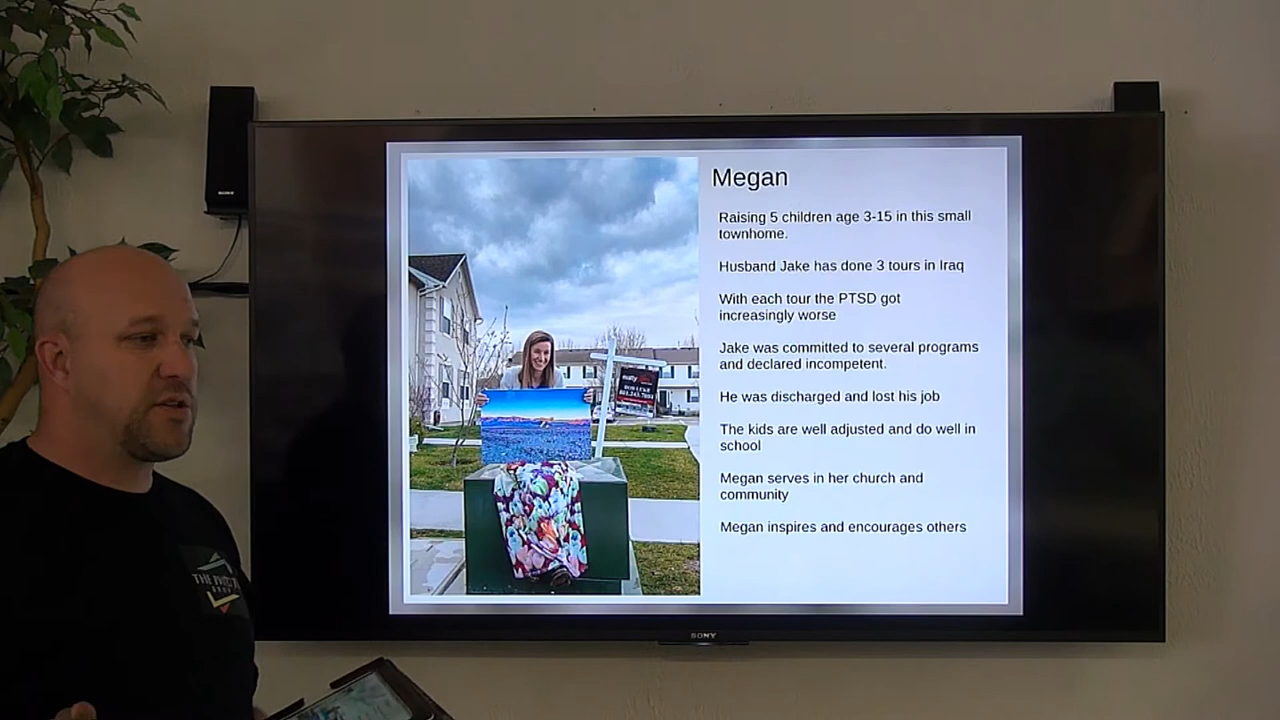 Megan
Raising 5 children age 3-15 in this small
townhome.
Husband Jake has done 3 tours in Iraq
With each tour the PTSD got
increasingly worse
Jake was committed to several programs
and declared incompetent.
He was discharged and lost his job
The kids are well adjusted and do well in
school
Megan serves in her church and
community
Megan inspires and encourages others
SONY
SONY
THE